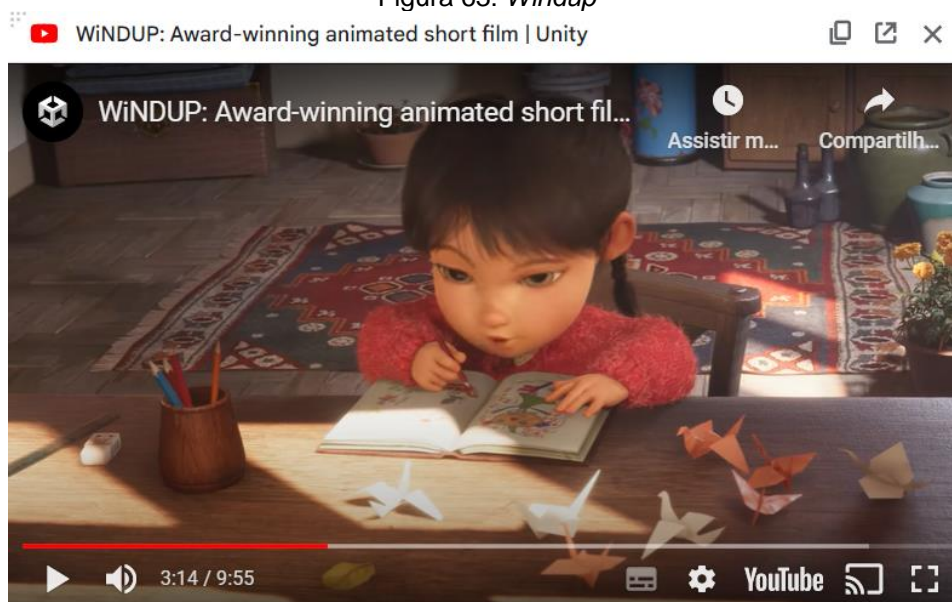 Figura 63: Windup
WiNDUP: Award-winning animated short film | Unity
WiNDUP: Award-winning animated short fil...
Assistir m...
Compartilh...
3:14 / 9:55
YouTube